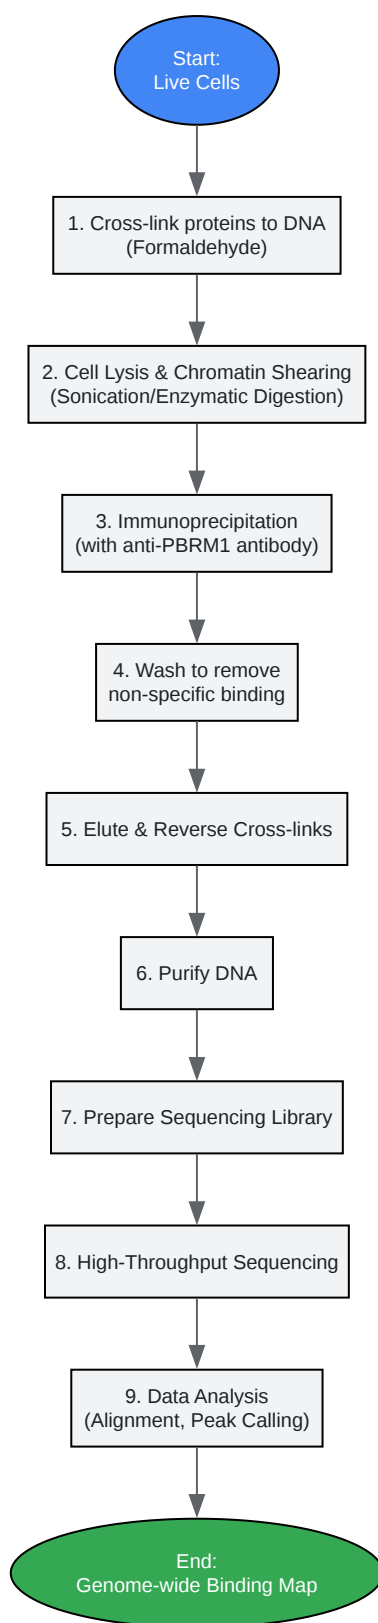 Start:
Live Cells
1. Cross-link proteins to DNA
(Formaldehyde)
2. Cell Lysis & Chromatin Shearing
(Sonication/Enzymatic Digestion)
3. Immunoprecipitation
(with anti-PBRM1 antibody)
4. Wash to remove
non-specific binding
5. Elute & Reverse Cross-links
6. Purify DNA
7. Prepare Sequencing Library
8. High-Throughput Sequencing
9. Data Analysis
(Alignment, Peak Calling)
End:
Genome-wide Binding Map